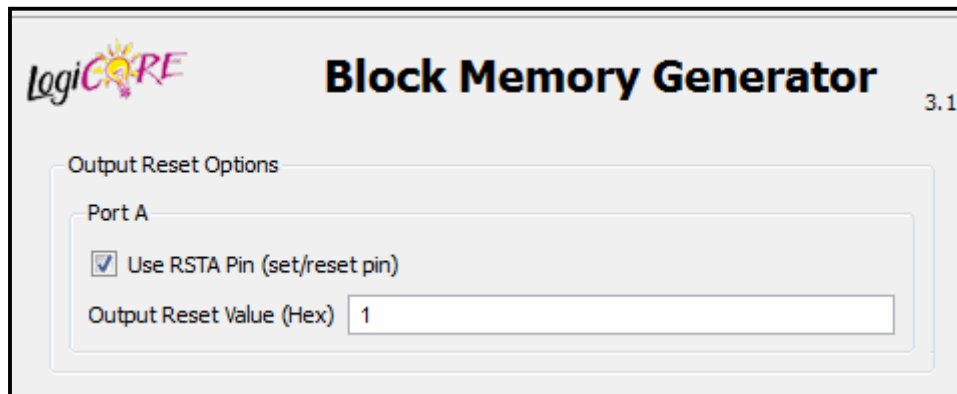 LogiCORE
Block Memory Generator
3.1
Output Reset Options
Port A
Use RSTA Pin (set/reset pin)
Output Reset Value (Hex) 1